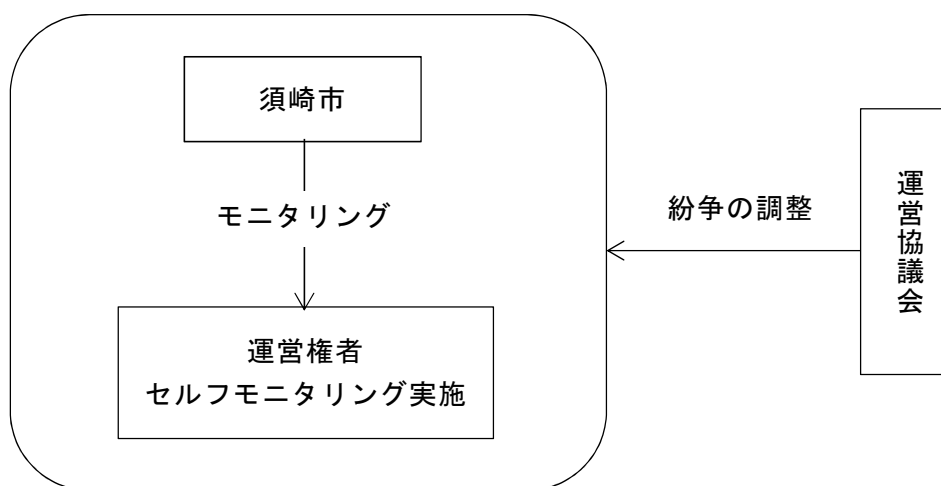 須崎市
モニタリング
運営権者
セルフモニタリング実施
紛争の調整
運営協議会